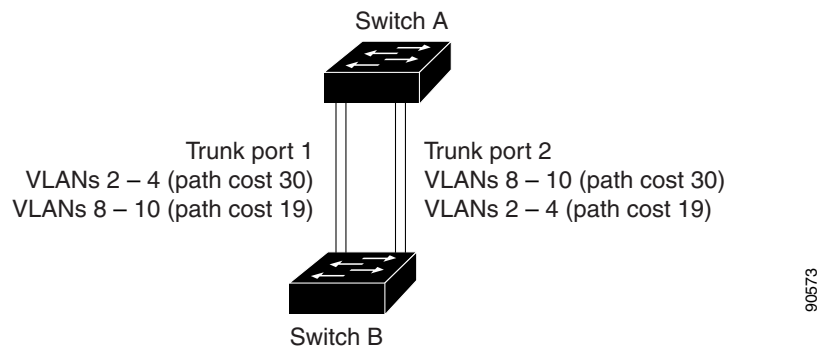 Switch A
Trunk port 1
VLANs 2 – 4 (path cost 30)
VLANs 8 – 10 (path cost 19)
Trunk port 2
VLANs 8 – 10 (path cost 30)
VLANs 2 – 4 (path cost 19)
90573
Switch B